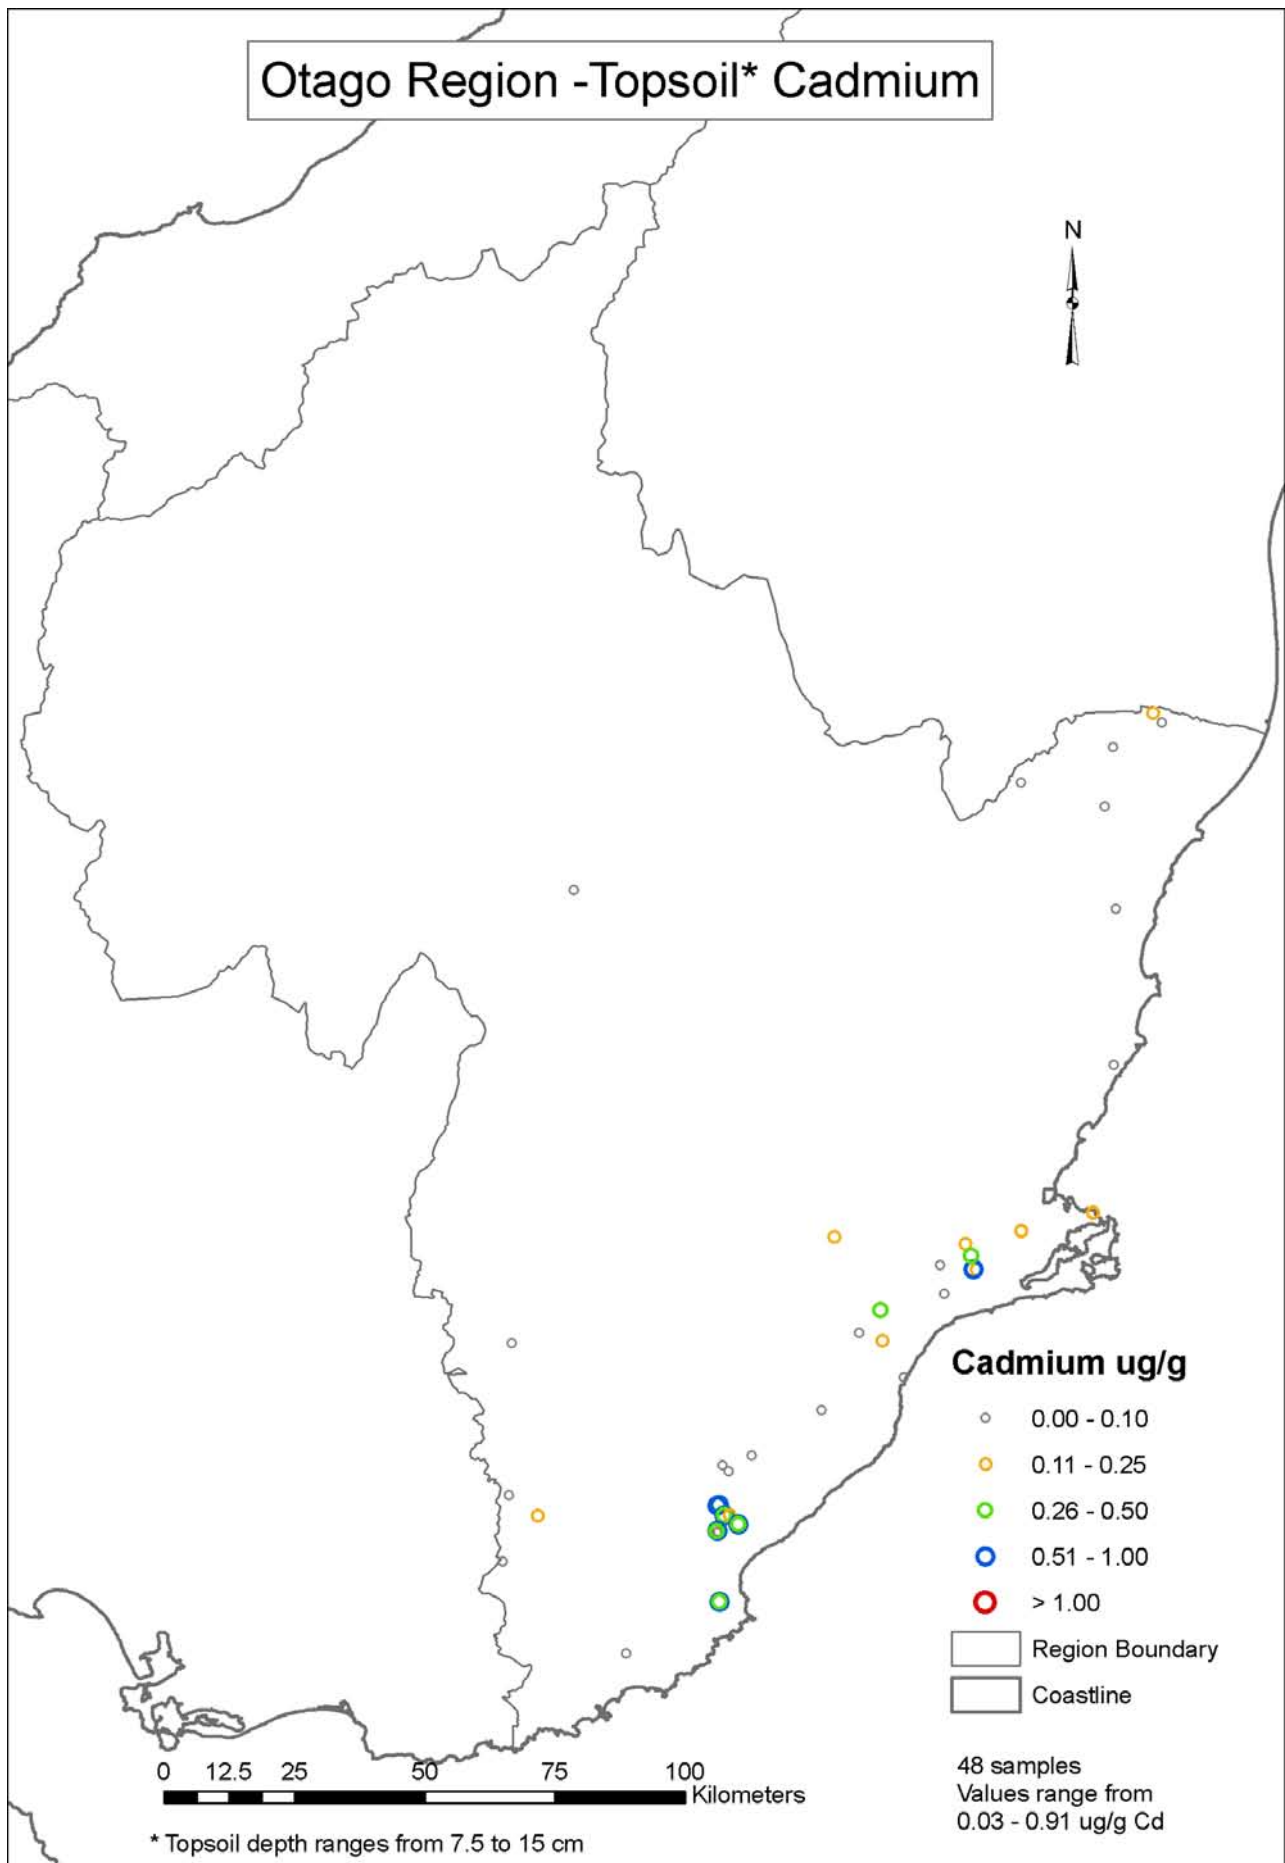 Otago Region -Topsoil* Cadmium
N
Cadmium ug/g
0.00 - 0.10
0.11 - 0.25
0.26 - 0.50
0.51 - 1.00
> 1.00
Region Boundary
Coastline
0 12.5 25 50 75 100
Kilometers
48 samples
Values range from
0.03 - 0.91 ug/g Cd
* Topsoil depth ranges from 7.5 to 15 cm